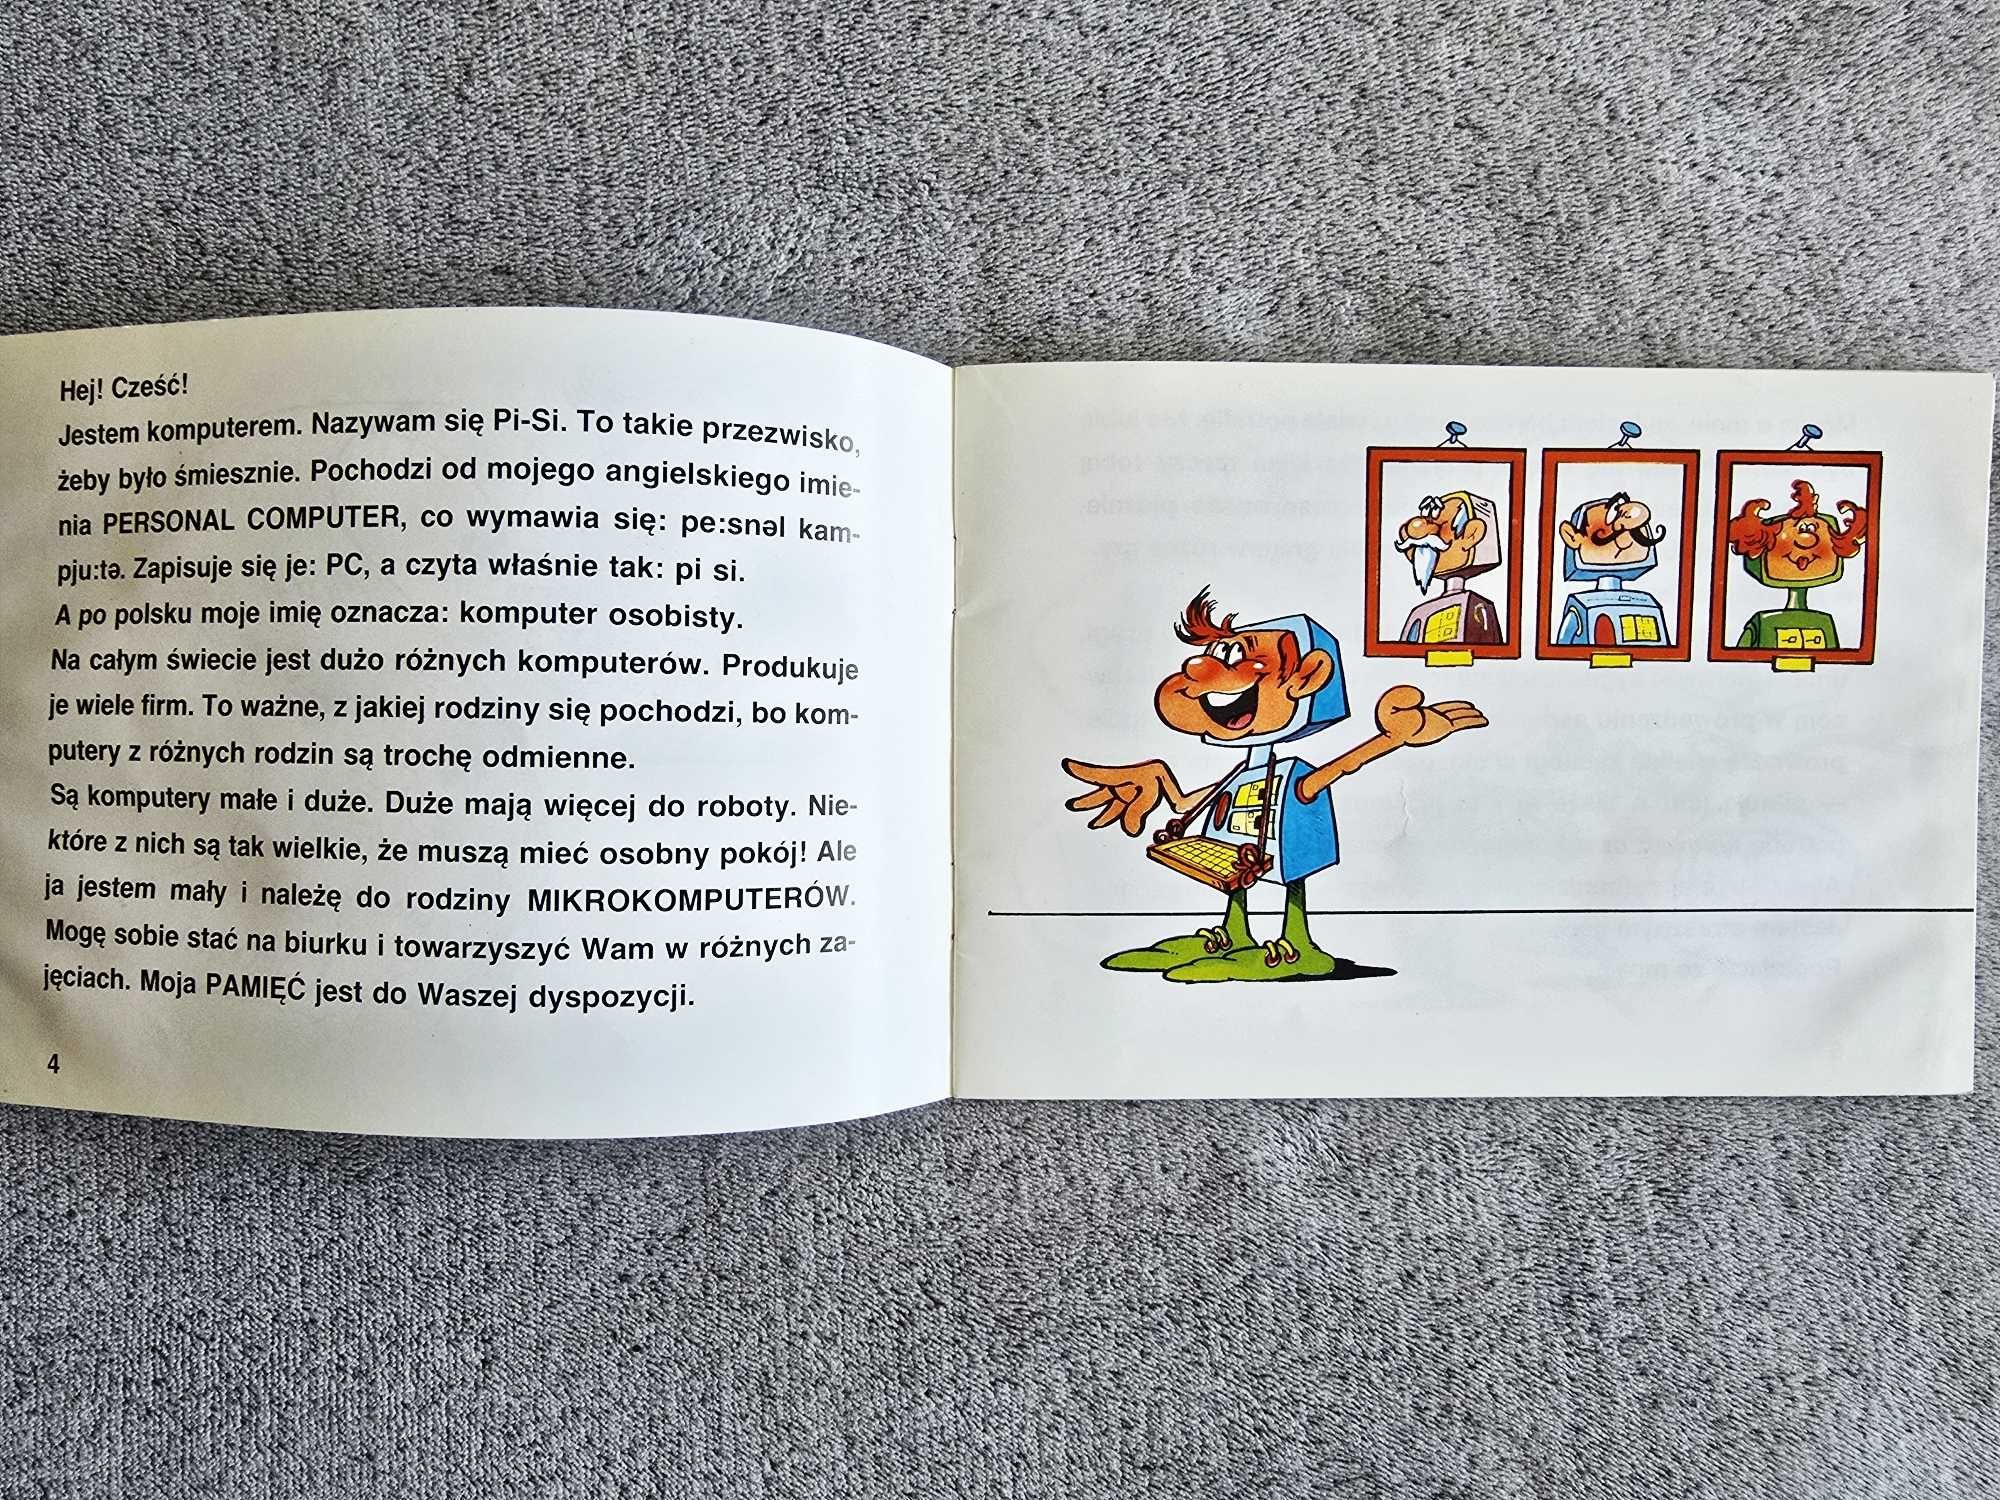 Hej! Cześć!
Jestem komputerem. Nazywam się Pi-Si. To takie przezwisko,
żeby było śmiesznie. Pochodzi od mojego angielskiego imie-
nia PERSONAL COMPUTER, co wymawia się: pe:snəl kam-
pju:tə. Zapisuje się je: PC, a czyta właśnie tak: pi si.
A po polsku moje imię oznacza: komputer osobisty.
Na całym świecie jest dużo różnych komputerów. Produkuje
je wiele firm. To ważne, z jakiej rodziny się pochodzi, bo kom-
putery z różnych rodzin są trochę odmienne.
Są komputery małe i duże. Duże mają więcej do roboty. Nie-
które z nich są tak wielkie, że muszą mieć osobny pokój! Ale
ja jestem mały i należę do rodziny MIKROKOMPUTERÓW.
Mogę sobie stać na biurku i towarzyszyć Wam w różnych za-
jęciach. Moja PAMIĘĆ jest do Waszej dyspozycji.
4